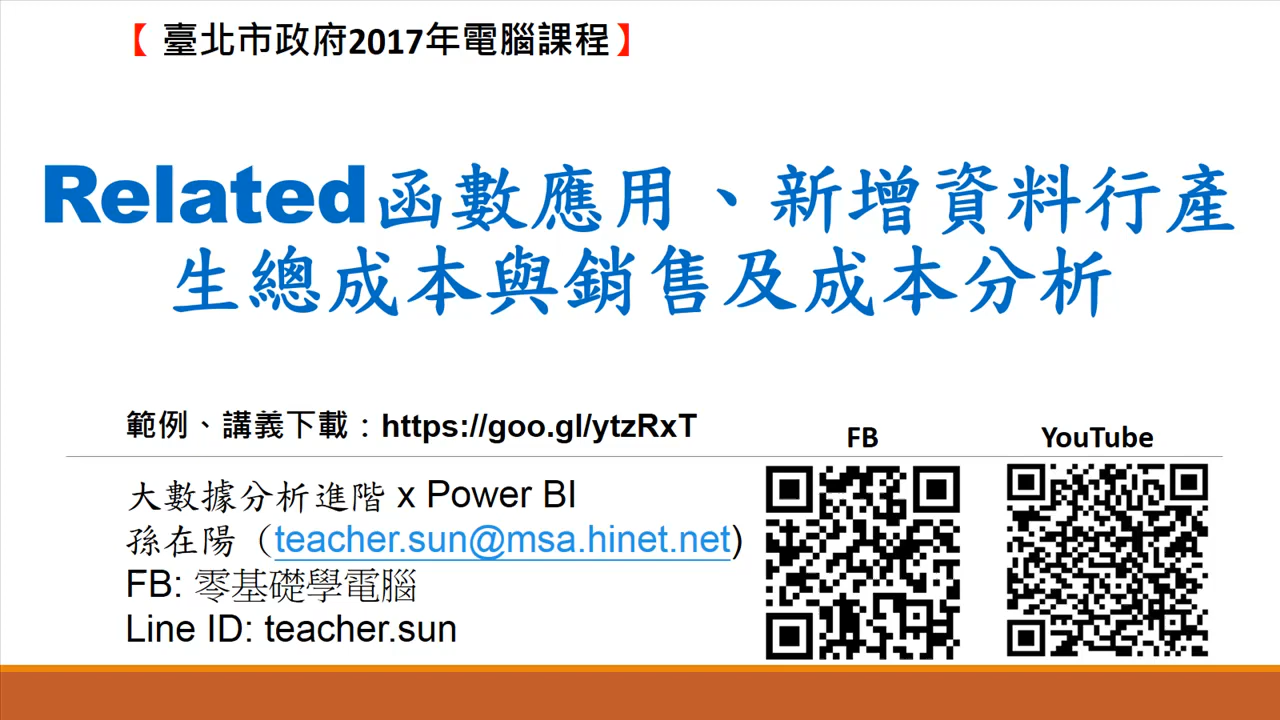 【 臺北市政府2017年電腦課程】
Related函數應用、新增資料行產
生總成本與銷售及成本分析
範例、講義下載：https://goo.gl/ytzRxT
FB
YouTube
大數據分析進階 x Power BI
孫在陽（teacher.sun@msa.hinet.net)
FB: 零基礎學電腦
Line ID: teacher.sun